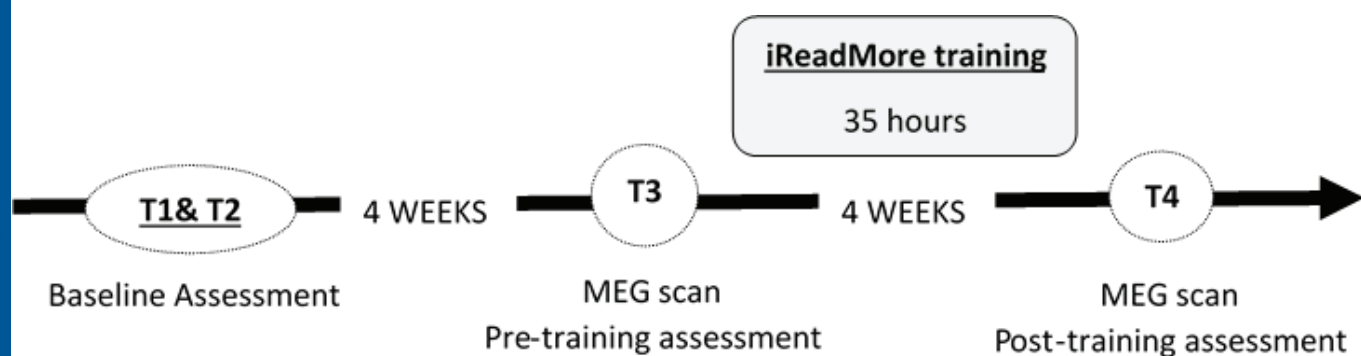 iReadMore training
35 hours
T1& T2
4 WEEKS
T3
4 WEEKS
T4
Baseline Assessment
MEG scan
Pre-training assessment
MEG scan
Post-training assessment